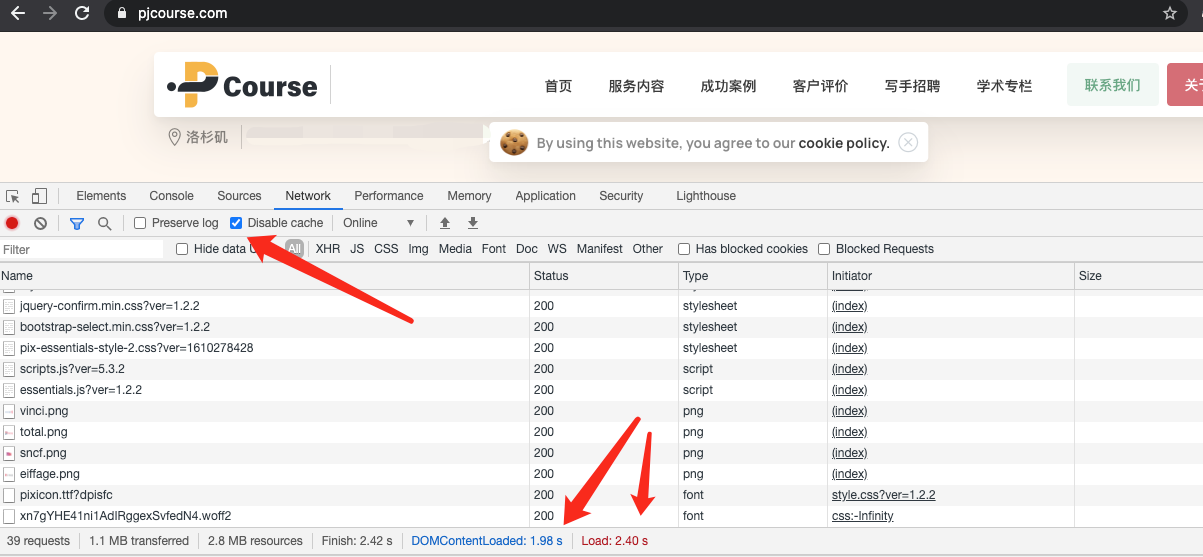 pjcourse.com
Course
首页 服务内容 成功案例 客户评价 写手招聘 学术专栏 联系我们
洛杉矶
By using this website, you agree to our cookie policy.
Elements Console Sources Network Performance Memory Application Security Lighthouse
Preserve log Disable cache Online
Filter Hide data All XHR JS CSS Img Media Font Doc WS Manifest Other Has blocked cookies Blocked Requests
Name Status Type Initiator Size
jquery-confirm.min.css?ver=1.2.2 200 stylesheet (index)
bootstrap-select.min.css?ver=1.2.2 200 stylesheet (index)
pix-essentials-style-2.css?ver=1610278428 200 stylesheet (index)
scripts.js?ver=5.3.2 200 script (index)
essentials.js?ver=1.2.2 200 script (index)
vinci.png 200 png (index)
total.png 200 png (index)
sncf.png 200 png (index)
eiffage.png 200 png (index)
pixicon.ttf?dpisfc 200 font style.css?ver=1.2.2
xn7gYHE41ni1AdIRggexSvfedN4.woff2 200 font css:-Infinity
39 requests 1.1 MB transferred 2.8 MB resources Finish: 2.42 s DOMContentLoaded: 1.98 s Load: 2.40 s